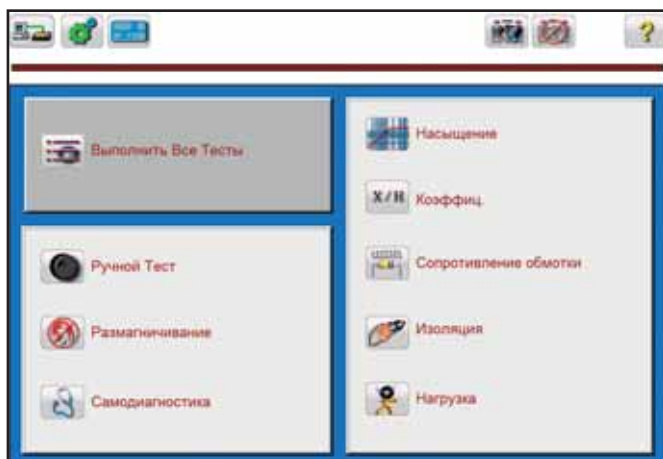 ?
Выполнить Все Тесты
Ручной Тест
Размагничивание
Самодиагностика
Насыщение
X/H Коэффиц.
Сопротивление обмотки
Изоляция
Нагрузка